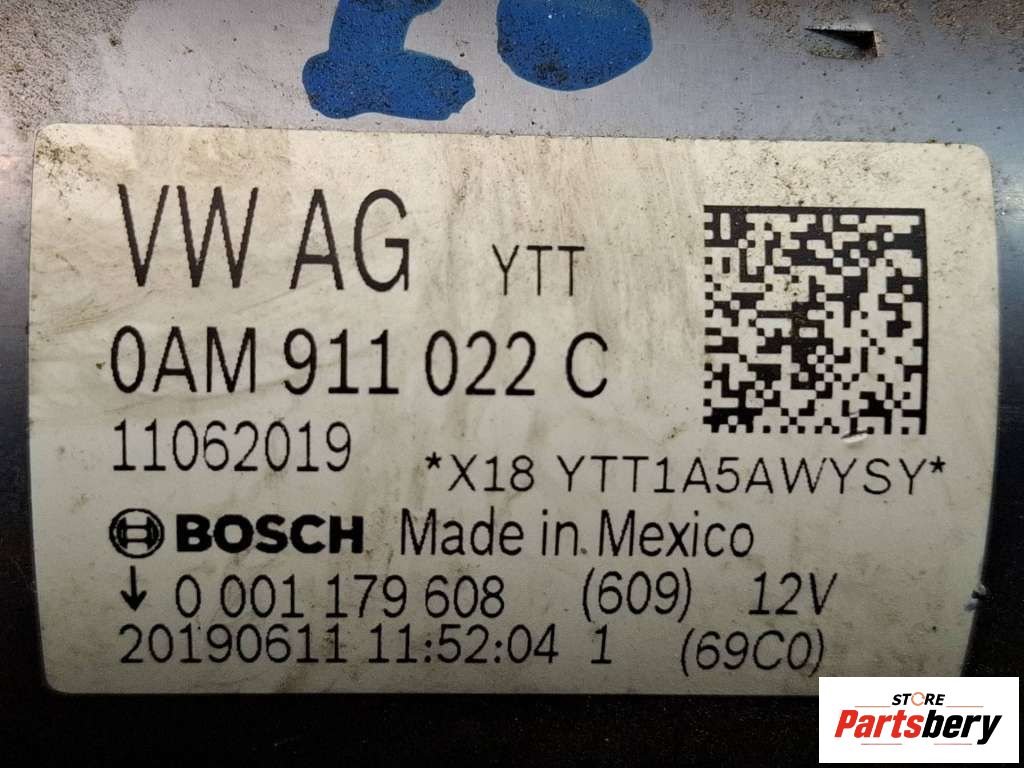 VW AG YTT
0AM 911 022 C
11062019
*X18 YTT1A5AWYSY*
BOSCH Made in Mexico
↓ 0 001 179 608 (609) 12V
20190611 11:52:04 1 (69C0)
STORE
Partsbery